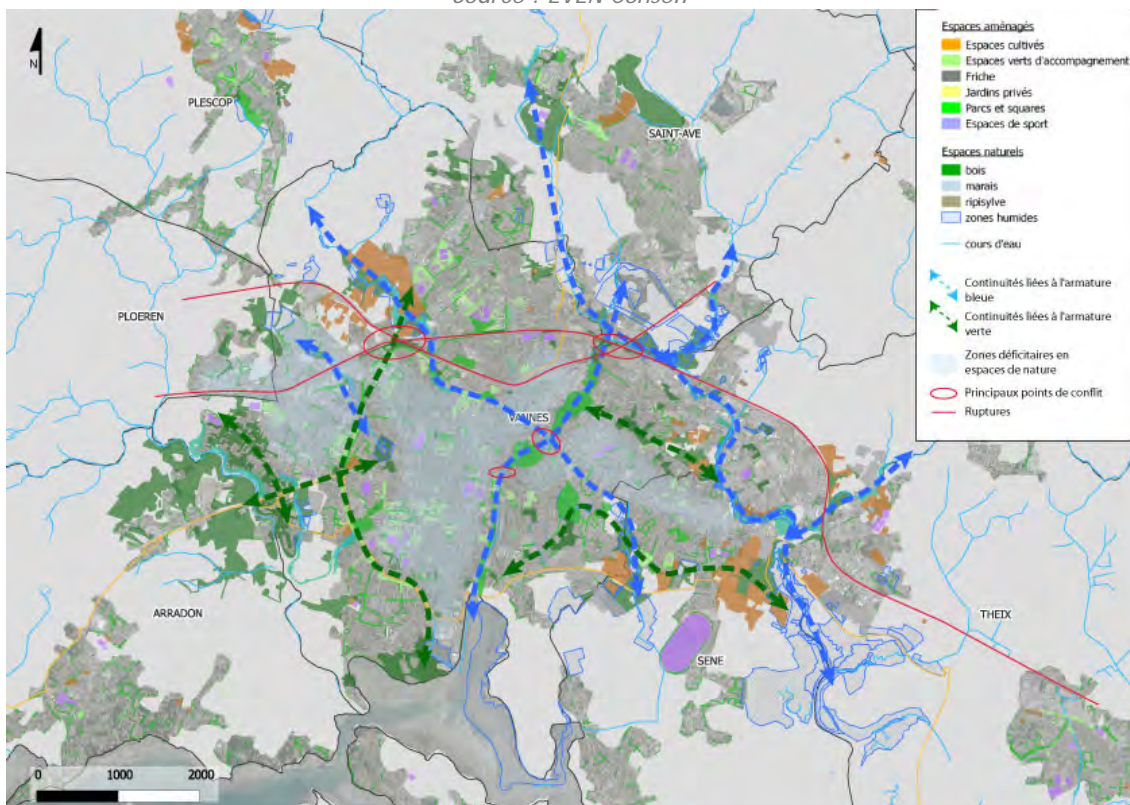 N
PLESCOP
SAINT-AVE
PLOEREN
VANNES
ARRADON
SENE
THEIX
0 1000 2000
Espaces aménagés
Espaces cultivés
Espaces verts d'accompagnement
Friche
Jardins privés
Parcs et squares
Espaces de sport
Espaces naturels
bois
marais
ripisylve
zones humides
cours d'eau
Continuités liées à l'armature
bleue
Continuités liées à l'armature
verte
Zones déficitaires en
espaces de nature
Principaux points de conflit
Ruptures